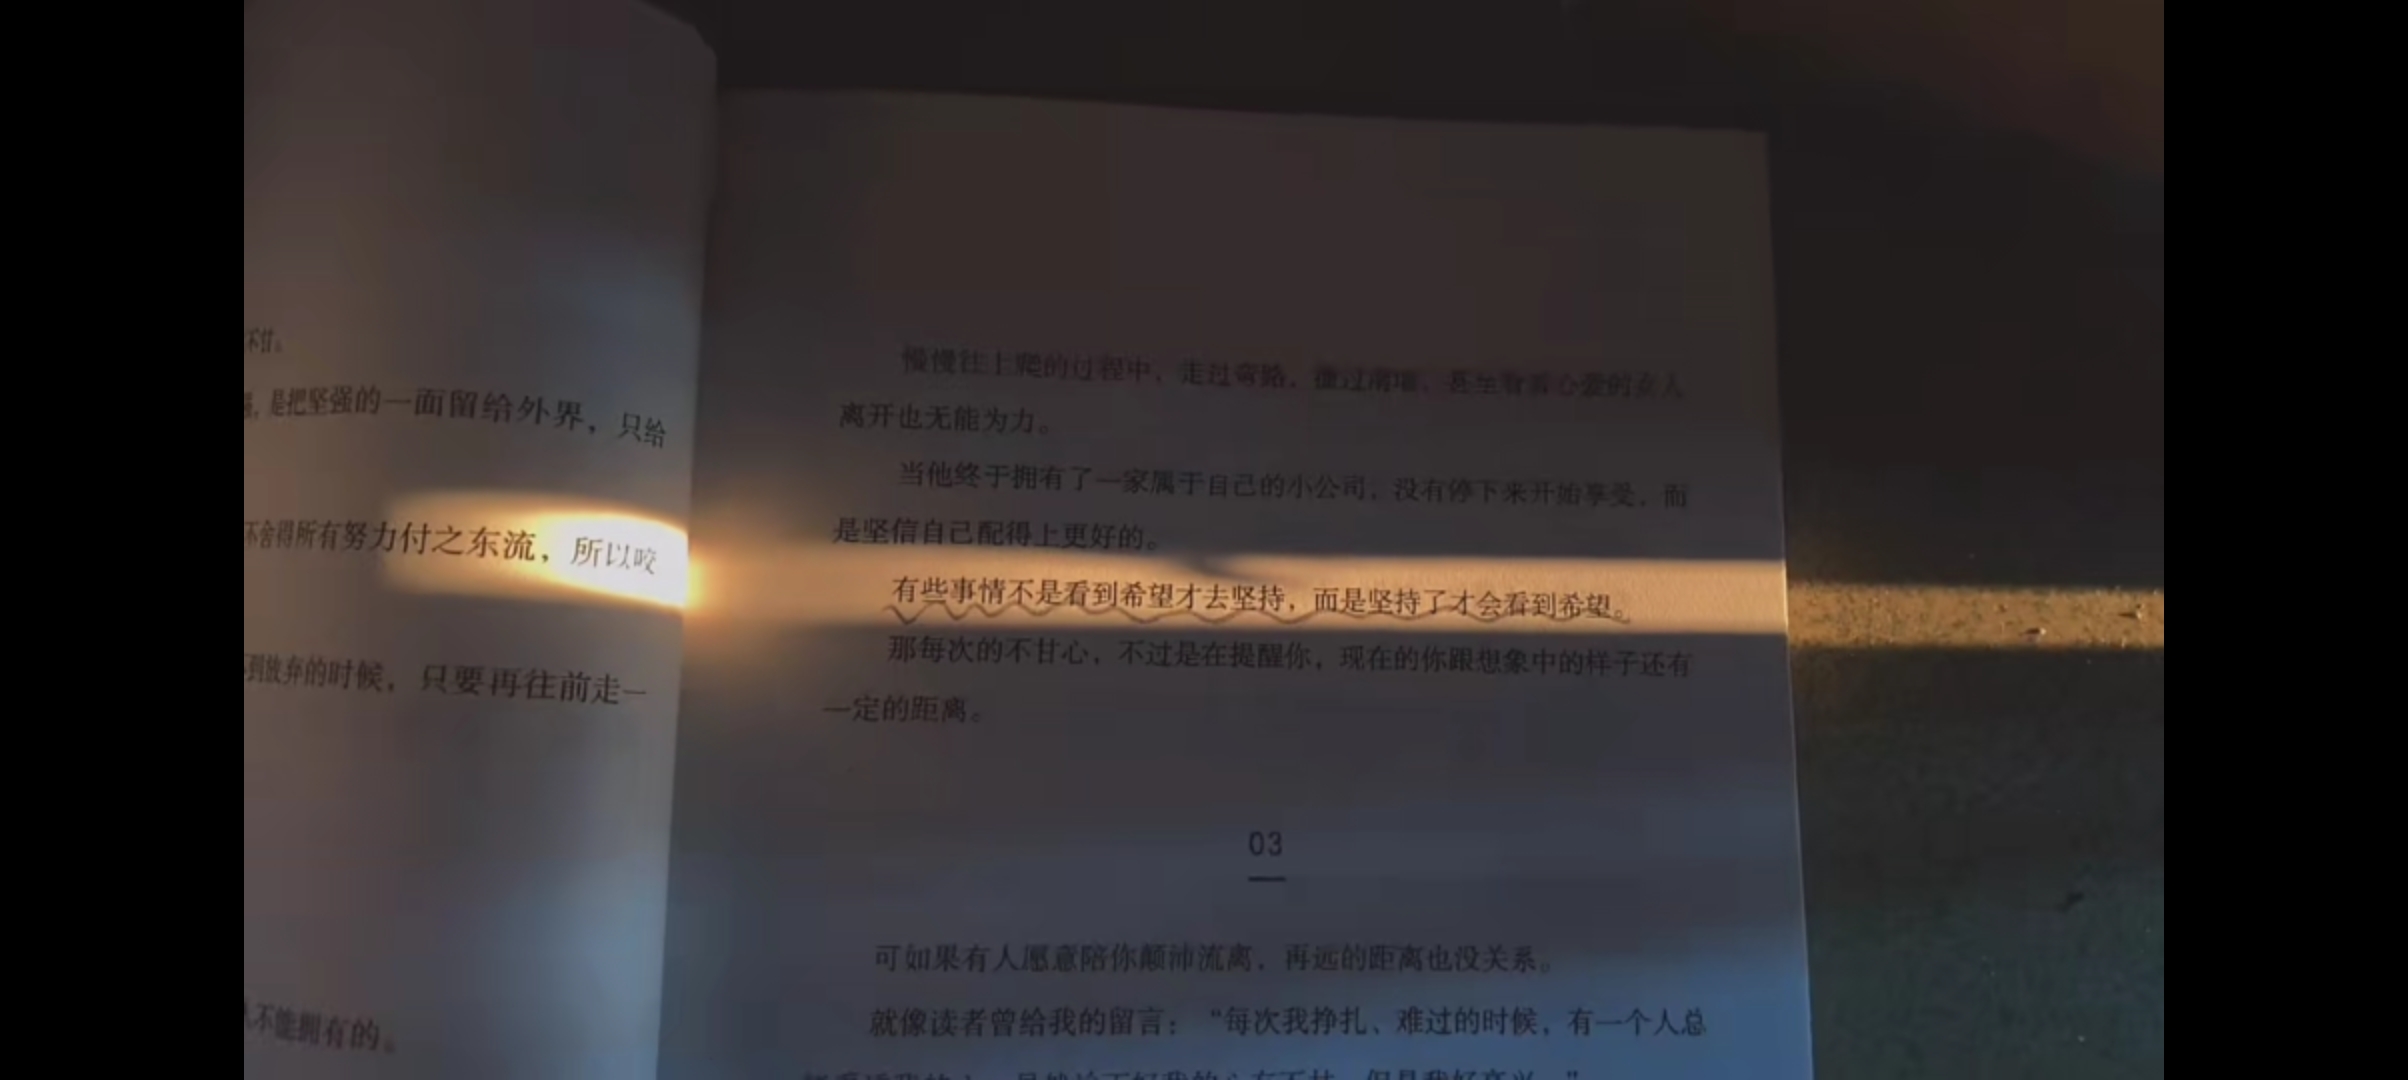 不甘。
是把坚强的一面留给外界，只给
不舍得所有努力付之东流，所以咬
到放弃的时候，只要再往前走一
不能拥有的。
慢慢往上爬的过程中，走过弯路，撞过南墙，甚至看着心爱的女人
离开也无能为力。
当他终于拥有了一家属于自己的小公司，没有停下来开始享受，而
是坚信自己配得上更好的。
有些事情不是看到希望才去坚持，而是坚持了才会看到希望。
那每次的不甘心，不过是在提醒你，现在的你跟想象中的样子还有
一定的距离。
03
可如果有人愿意陪你颠沛流离，再远的距离也没关系。
就像读者曾给我的留言：“每次我挣扎、难过的时候，有一个人总